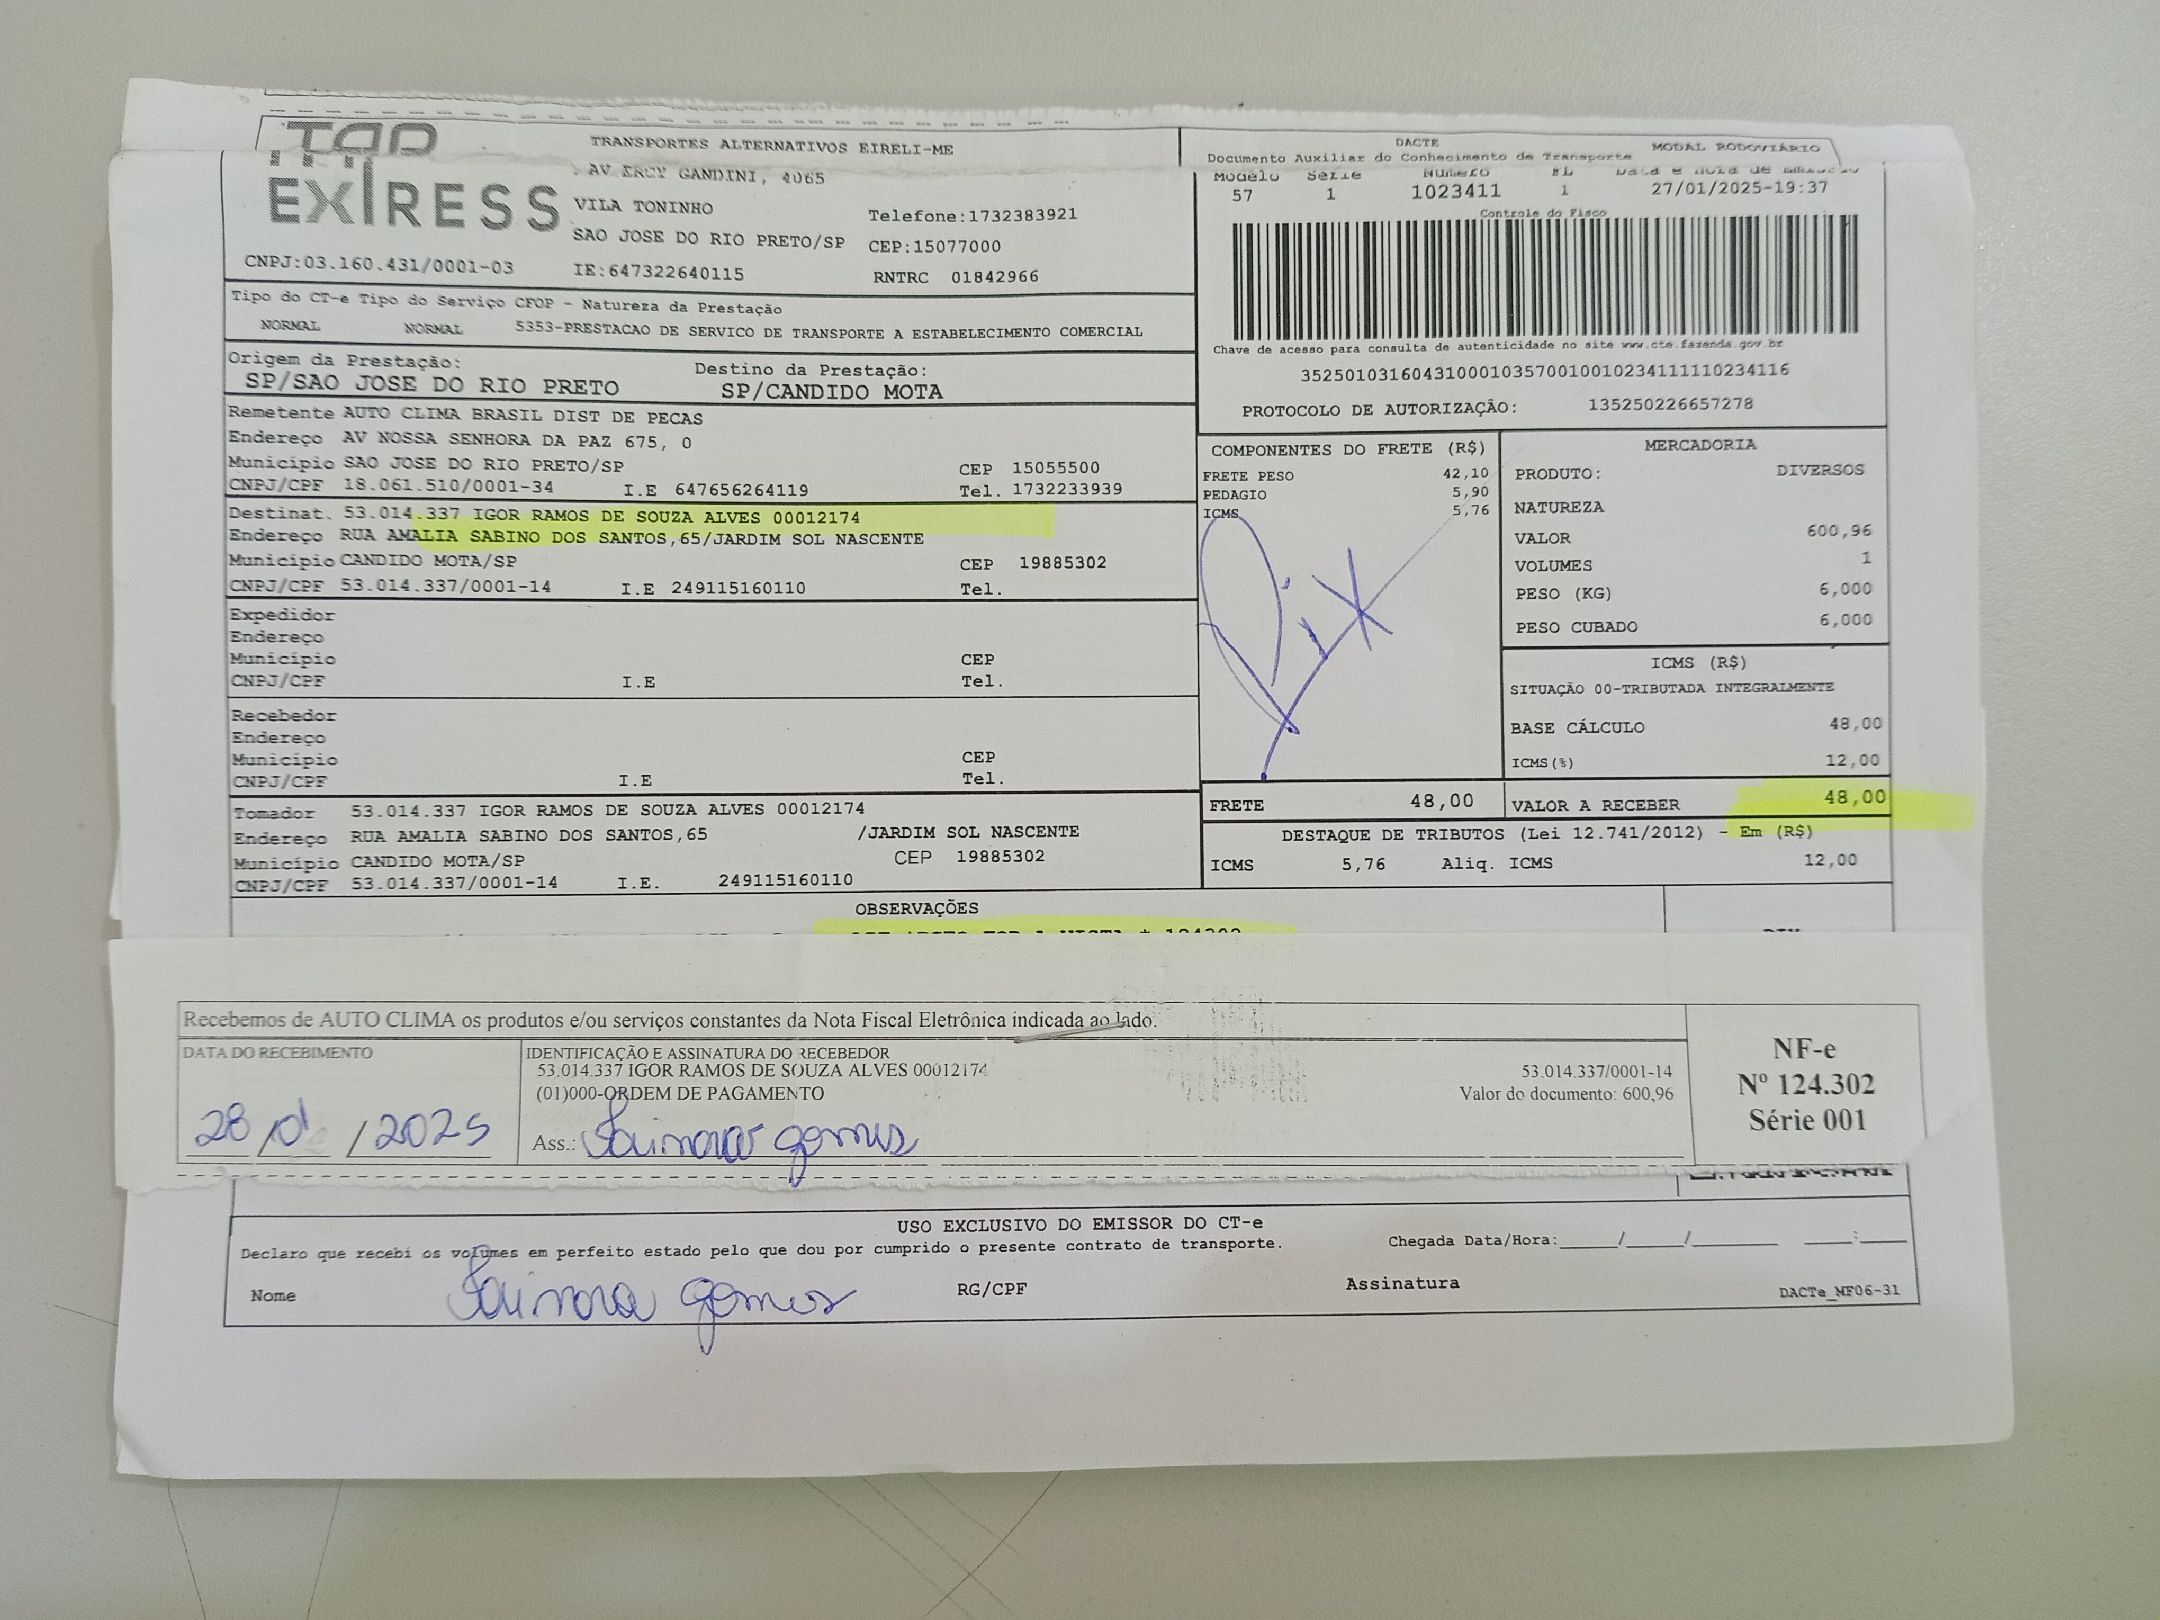 TAP
EXPRESS
TRANSPORTES ALTERNATIVOS EIRELI-ME
AV ERCY GANDINI, 4065
VILA TONINHO
Telefone:1732383921
SAO JOSE DO RIO PRETO/SP CEP:15077000
CNPJ:03.160.431/0001-03 IE:647322640115 RNTRC 01842966
DACTE MODAL RODOVIÁRIO
Documento Auxiliar do Conhecimento de Transporte
Modelo Série Número FL Data e Hora de Emissão
57 1 1023411 1 27/01/2025-19:37
Controle do Fisco
Chave de acesso para consulta de autenticidade no site www.cte.fazenda.gov.br
35250103160431000103570010010234111110234116
PROTOCOLO DE AUTORIZAÇÃO: 135250226657278
Tipo do CT-e Tipo do Serviço CFOP - Natureza da Prestação
NORMAL NORMAL 5353-PRESTACAO DE SERVICO DE TRANSPORTE A ESTABELECIMENTO COMERCIAL
Origem da Prestação: Destino da Prestação:
SP/SAO JOSE DO RIO PRETO SP/CANDIDO MOTA
Remetente AUTO CLIMA BRASIL DIST DE PECAS
Endereço AV NOSSA SENHORA DA PAZ 675, 0
Município SAO JOSE DO RIO PRETO/SP CEP 15055500
CNPJ/CPF 18.061.510/0001-34 I.E 647656264119 Tel. 1732233939
Destinat. 53.014.337 IGOR RAMOS DE SOUZA ALVES 00012174
Endereço RUA AMALIA SABINO DOS SANTOS,65/JARDIM SOL NASCENTE
Município CANDIDO MOTA/SP CEP 19885302
CNPJ/CPF 53.014.337/0001-14 I.E 249115160110 Tel.
Expedidor
Endereço
Município CEP
CNPJ/CPF I.E Tel.
Recebedor
Endereço
Município CEP
CNPJ/CPF I.E Tel.
Tomador 53.014.337 IGOR RAMOS DE SOUZA ALVES 00012174
Endereço RUA AMALIA SABINO DOS SANTOS,65 /JARDIM SOL NASCENTE
Município CANDIDO MOTA/SP CEP 19885302
CNPJ/CPF 53.014.337/0001-14 I.E. 249115160110
COMPONENTES DO FRETE (R$)
FRETE PESO 42,10
PEDAGIO 5,90
ICMS 5,76
Pix
MERCADORIA
PRODUTO: DIVERSOS
NATUREZA
VALOR 600,96
VOLUMES 1
PESO (KG) 6,000
PESO CUBADO 6,000
ICMS (R$)
SITUAÇÃO 00-TRIBUTADA INTEGRALMENTE
BASE CÁLCULO 48,00
ICMS(%) 12,00
FRETE 48,00 VALOR A RECEBER 48,00
DESTAQUE DE TRIBUTOS (Lei 12.741/2012) - Em (R$)
ICMS 5,76 Aliq. ICMS 12,00
OBSERVAÇÕES
Recebemos de AUTO CLIMA os produtos e/ou serviços constantes da Nota Fiscal Eletrônica indicada ao lado.
DATA DO RECEBIMENTO
28/01/2025
IDENTIFICAÇÃO E ASSINATURA DO RECEBEDOR
53.014.337 IGOR RAMOS DE SOUZA ALVES 00012174 53.014.337/0001-14
(01)000-ORDEM DE PAGAMENTO Valor do documento: 600,96
Ass.: gomes
NF-e
Nº 124.302
Série 001
USO EXCLUSIVO DO EMISSOR DO CT-e
Declaro que recebi os volumes em perfeito estado pelo que dou por cumprido o presente contrato de transporte. Chegada Data/Hora:____/____/______ ____:____
Nome gomes RG/CPF Assinatura
DACTe_MF06-31